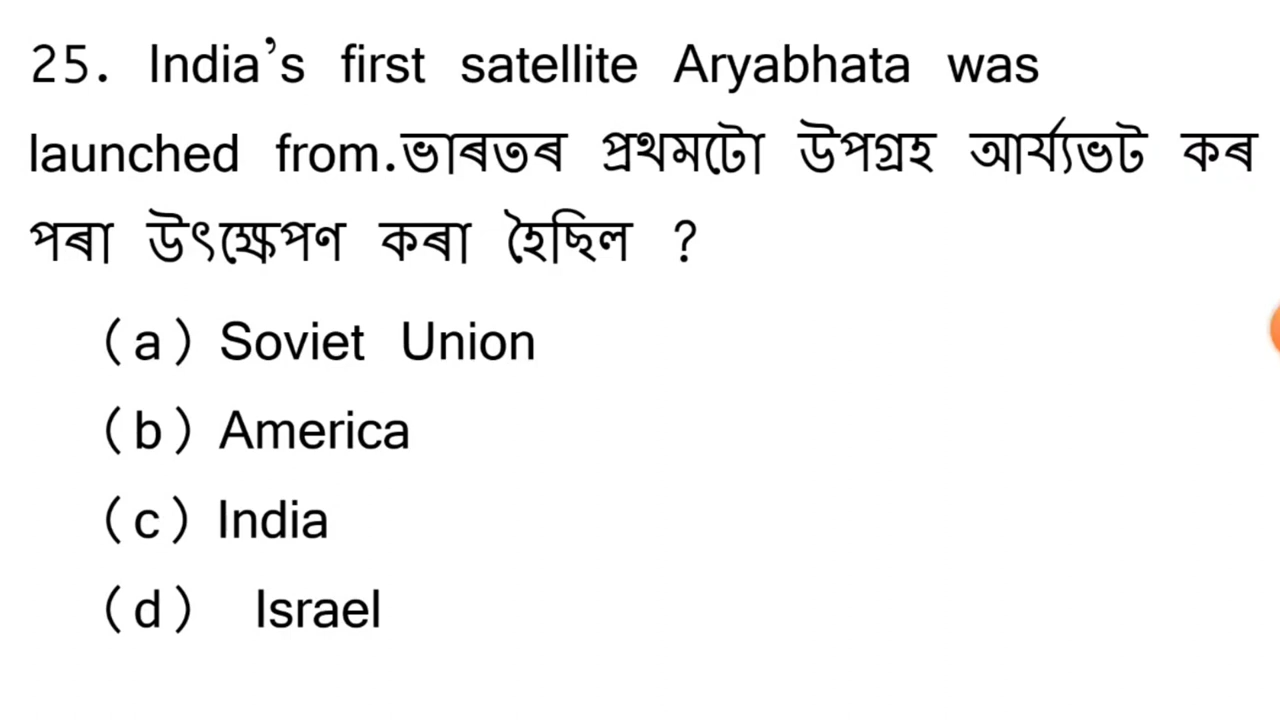 25. India’s first satellite Aryabhata was
launched from.ভাৰতৰ প্ৰথমটো উপগ্ৰহ আৰ্য্যভট কৰ
পৰা উৎক্ষেপণ কৰা হৈছিল ?
(a) Soviet Union
(b) America
(c) India
(d) Israel